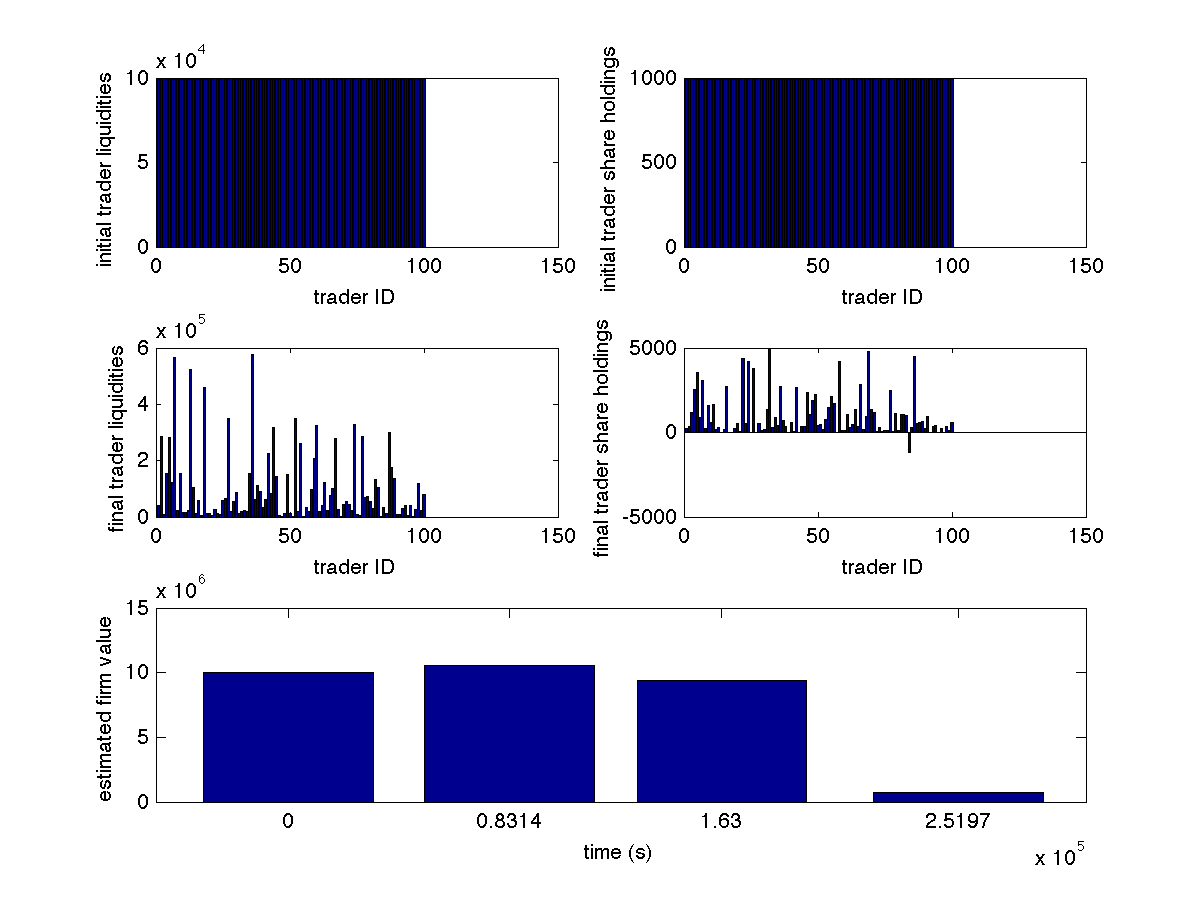 x 10^4
initial trader liquidities
10
5
0
0 50 100 150
trader ID
initial trader share holdings
1000
500
0
0 50 100 150
trader ID
x 10^5
final trader liquidities
6
4
2
0
0 50 100 150
trader ID
final trader share holdings
5000
0
-5000
0 50 100 150
trader ID
x 10^6
estimated firm value
15
10
5
0
0 0.8314 1.63 2.5197
time (s)
x 10^5